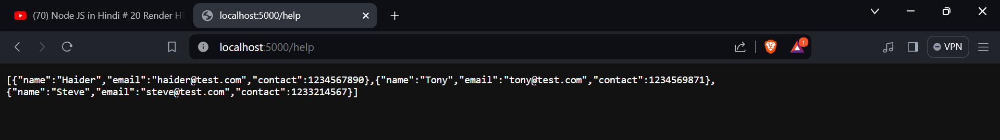 (70) Node JS in Hindi # 20 Render HT
localhost:5000/help
localhost:5000/help
1
VPN
[{"name":"Haider","email":"haider@test.com","contact":1234567890},{"name":"Tony","email":"tony@test.com","contact":1234569871},
{"name":"Steve","email":"steve@test.com","contact":1233214567}]